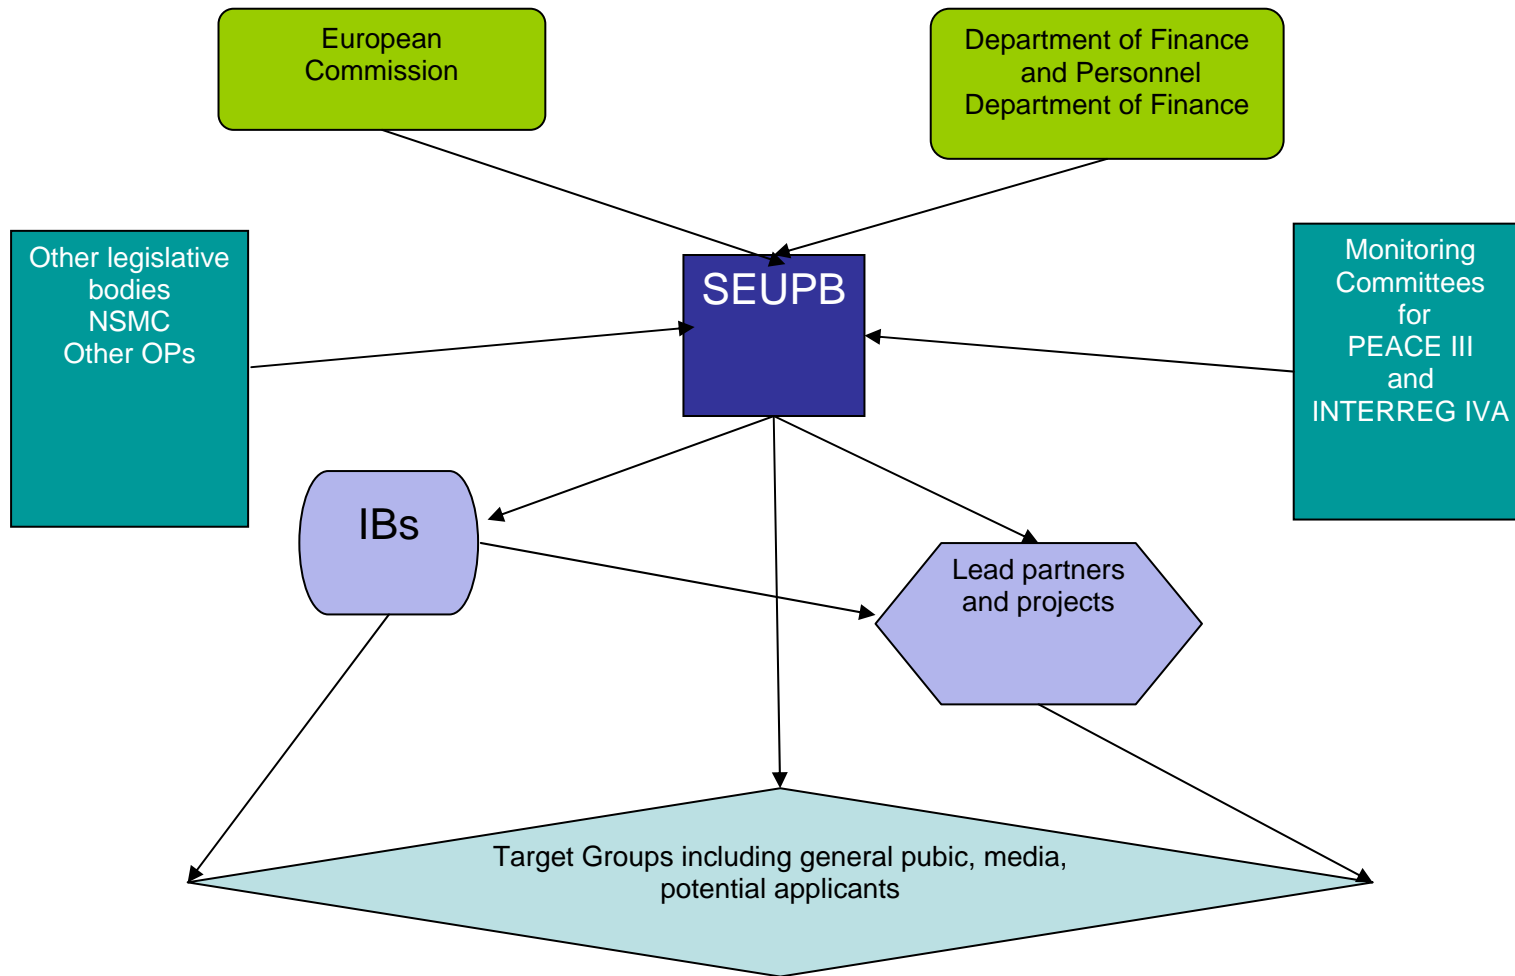 European
Commission
Department of Finance
and Personnel
Department of Finance
Other legislative
bodies
NSMC
Other OPs
SEUPB
Monitoring
Committees
for
PEACE III
and
INTERREG IVA
IBs
Lead partners
and projects
Target Groups including general pubic, media,
potential applicants